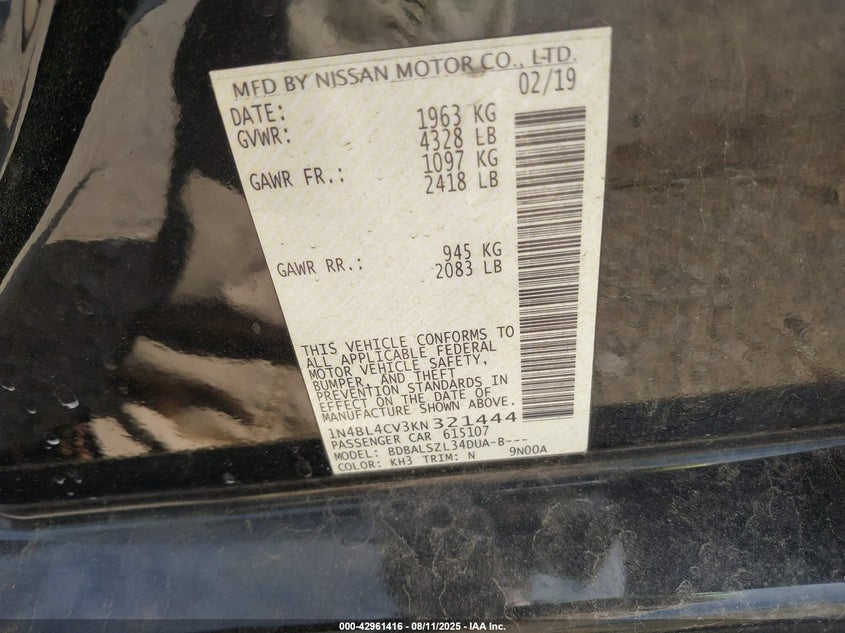 MFD BY NISSAN MOTOR CO., LTD.
DATE: 02/19
GVWR: 1963 KG
4328 LB
GAWR FR.: 1097 KG
2418 LB
GAWR RR.: 945 KG
2083 LB
THIS VEHICLE CONFORMS TO
ALL APPLICABLE FEDERAL
MOTOR VEHICLE SAFETY,
BUMPER, AND THEFT
PREVENTION STANDARDS IN
EFFECT ON THE DATE OF
MANUFACTURE SHOWN ABOVE.
1N4BL4CV3KN321444
PASSENGER CAR 615107
MODEL: BDBALSZL34DUA-B---
COLOR: KH3 TRIM: N 9N00A
000-42961416 - 08/11/2025 - IAA Inc.